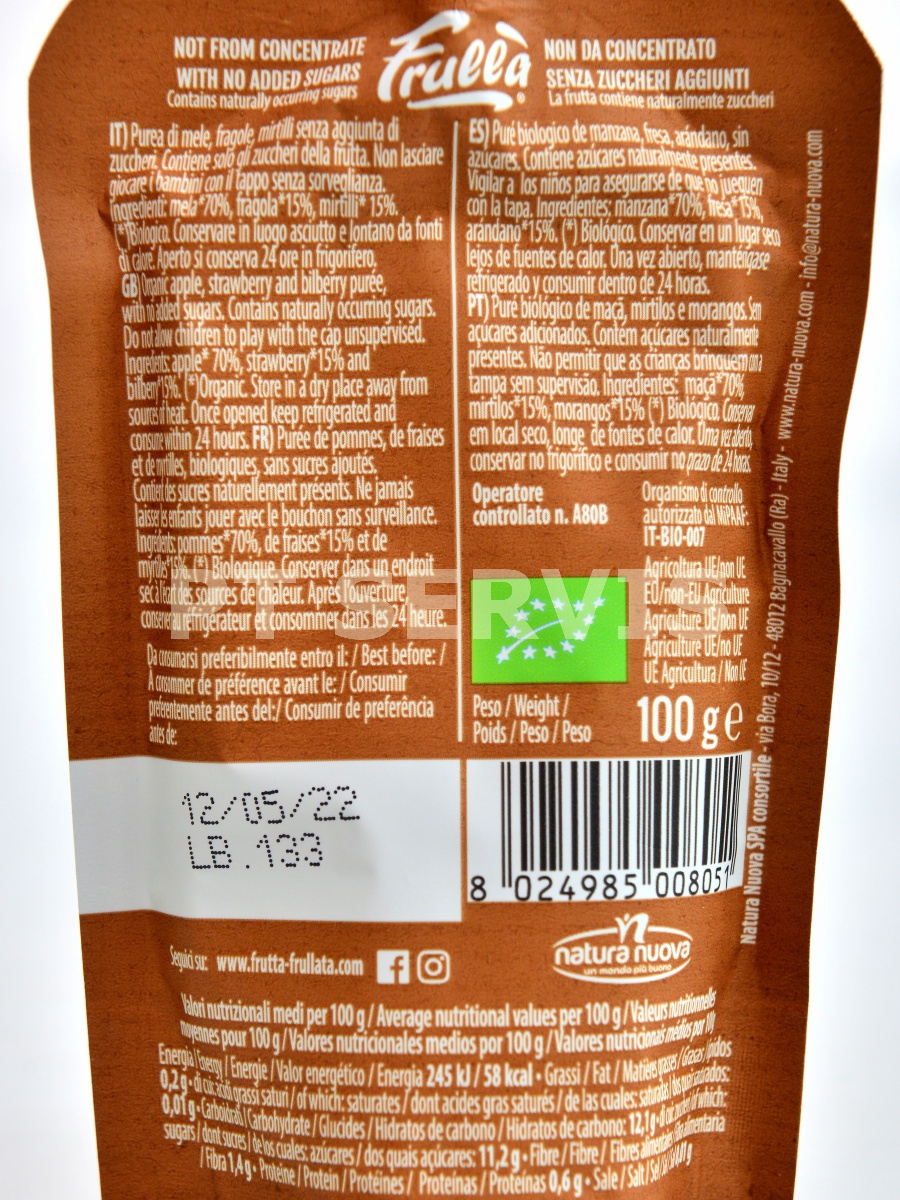 NOT FROM CONCENTRATE
WITH NO ADDED SUGARS
Contains naturally occurring sugars
Frullà
NON DA CONCENTRATO
SENZA ZUCCHERI AGGIUNTI
La frutta contiene naturalmente zuccheri
IT) Purea di mele, fragole, mirtilli senza aggiunta di
zuccheri. Contiene solo gli zuccheri della frutta. Non lasciare
giocare i bambini con il tappo senza sorveglianza.
Ingredienti: mela*70%, fragola*15%, mirtilli* 15%.
(*)Biologico. Conservare in luogo asciutto e lontano da fonti
di calore. Aperto si conserva 24 ore in frigorifero.
GB) Organic apple, strawberry and bilberry purée,
with no added sugars. Contains naturally occurring sugars.
Do not allow children to play with the cap unsupervised.
Ingredients: apple* 70%, strawberry*15% and
bilberry*15%. (*)Organic. Store in a dry place away from
sources of heat. Once opened keep refrigerated and
consume within 24 hours. FR) Purée de pommes, de fraises
et de myrtilles, biologiques, sans sucres ajoutés.
Contient des sucres naturellement présents. Ne jamais
laisser les enfants jouer avec le bouchon sans surveillance.
Ingrédients: pommes*70%, de fraises*15% et de
myrtilles*15%. (*) Biologique. Conserver dans un endroit
sec à l'écart des sources de chaleur. Après l'ouverture,
conserver au réfrigérateur et consommer dans les 24 heure.
Da consumarsi preferibilmente entro il: / Best before: /
A consommer de préférence avant le: / Consumir
preferentemente antes del:/ Consumir de preferência
antes de:
ES) Puré biologico de manzana, fresa, arándano, sin
azúcares. Contiene azúcares naturalmente presentes.
Vigilar a los niños para asegurarse de que no jueguen
con la tapa. Ingredientes: manzana*70%, fresa*15%,
arándano*15%. (*) Biológico. Conservar en un lugar seco
lejos de fuentes de calor. Una vez abierto, manténgase
refrigerado y consumir dentro de 24 horas.
PT) Puré biológico de maçã, mirtilos e morangos. Sem
açúcares adicionados. Contém açúcares naturalmente
presentes. Não permitir que as crianças brinquem com a
tampa sem supervisão. Ingredientes: maçã*70%
mirtilos*15%, morangos*15% (*) Biológico. Conservar
em local seco, longe de fontes de calor. Uma vez aberto,
conservar no frigorífico e consumir no prazo de 24 horas.
Operatore
controllato n. A80B
Organismo di controllo
autorizzato dal MiPAAF:
IT-BIO-007
Agricoltura UE/non UE
EU/non-EU Agriculture
Agriculture UE/non UE
Agriculture UE/no UE
UE Agricultura / Non UE
Peso / Weight /
Poids / Peso / Peso
100 g e
PT SERVIS
12/05/22
LB .133
8 024985 008051
Natura Nuova SPA consortile - via Bora, 10/12 - 48012 Bagnacavallo (Ra) - Italy - www.natura-nuova.com - info@natura-nuova.com
Seguici su: www.frutta-frullata.com
natura nuova
un mondo più buono
Valori nutrizionali medi per 100 g / Average nutritional values per 100 g / Valeurs nutritionnelles
moyennes pour 100 g / Valores nutricionales medios por 100 g / Valores nutricionais médios por 100g
Energia / Energy / Energie / Valor energético / Energia 245 kJ / 58 kcal • Grassi / Fat / Matières grasses / Grasas / Lípidos
0,2 g • di cui: acidi grassi saturi / of which: saturates / dont acides gras saturés / de las cuales: saturadas / dos quais saturados:
0,01 g • Carboidrati / Carbohydrate / Glucides / Hidratos de carbono / Hidratos de carbono: 12,1g • di cui: zuccheri / of which:
sugars / dont sucres / de los cuales: azúcares / dos quais açúcares: 11,2 g • Fibre / Fibre / Fibres alimentaires / Fibra alimentaria
/ Fibra 1,4 g • Proteine / Protein / Protéines / Proteínas / Proteínas 0,6 g • Sale / Salt / Sel / Sal / Sal 0,01 g